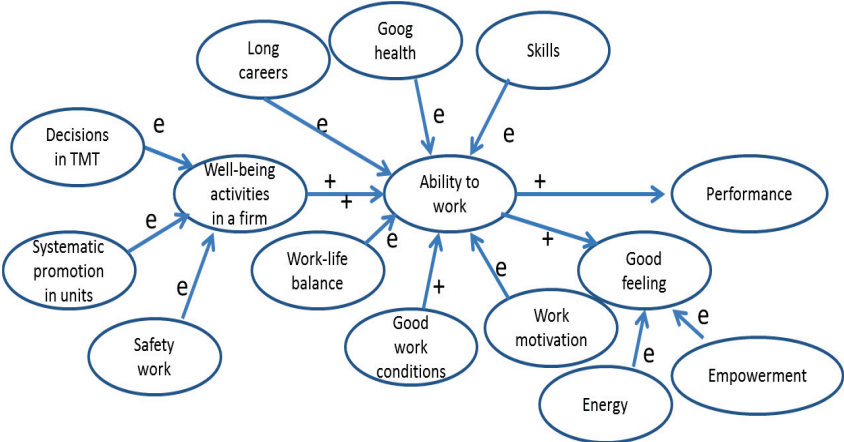 Long
careers
e
Goog
health
e
Skills
e
Decisions
in TMT
e
Well-being
activities
in a firm
+
+
Ability to
work
+
Performance
+
Systematic
promotion
in units
e
Safety
work
e
Work-life
balance
e
Good
work
conditions
+
Work
motivation
e
Good
feeling
Energy
e
Empowerment
e